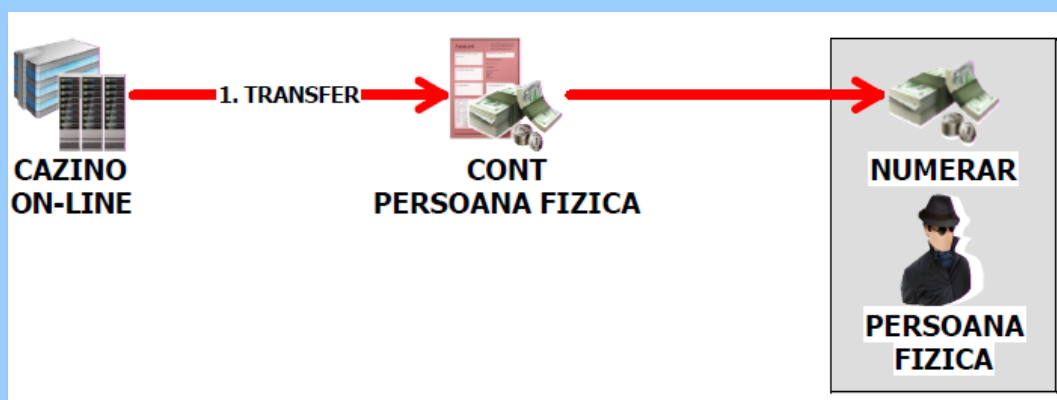 1. TRANSFER
CAZINO
ON-LINE
CONT
PERSOANA FIZICA
NUMERAR
PERSOANA
FIZICA